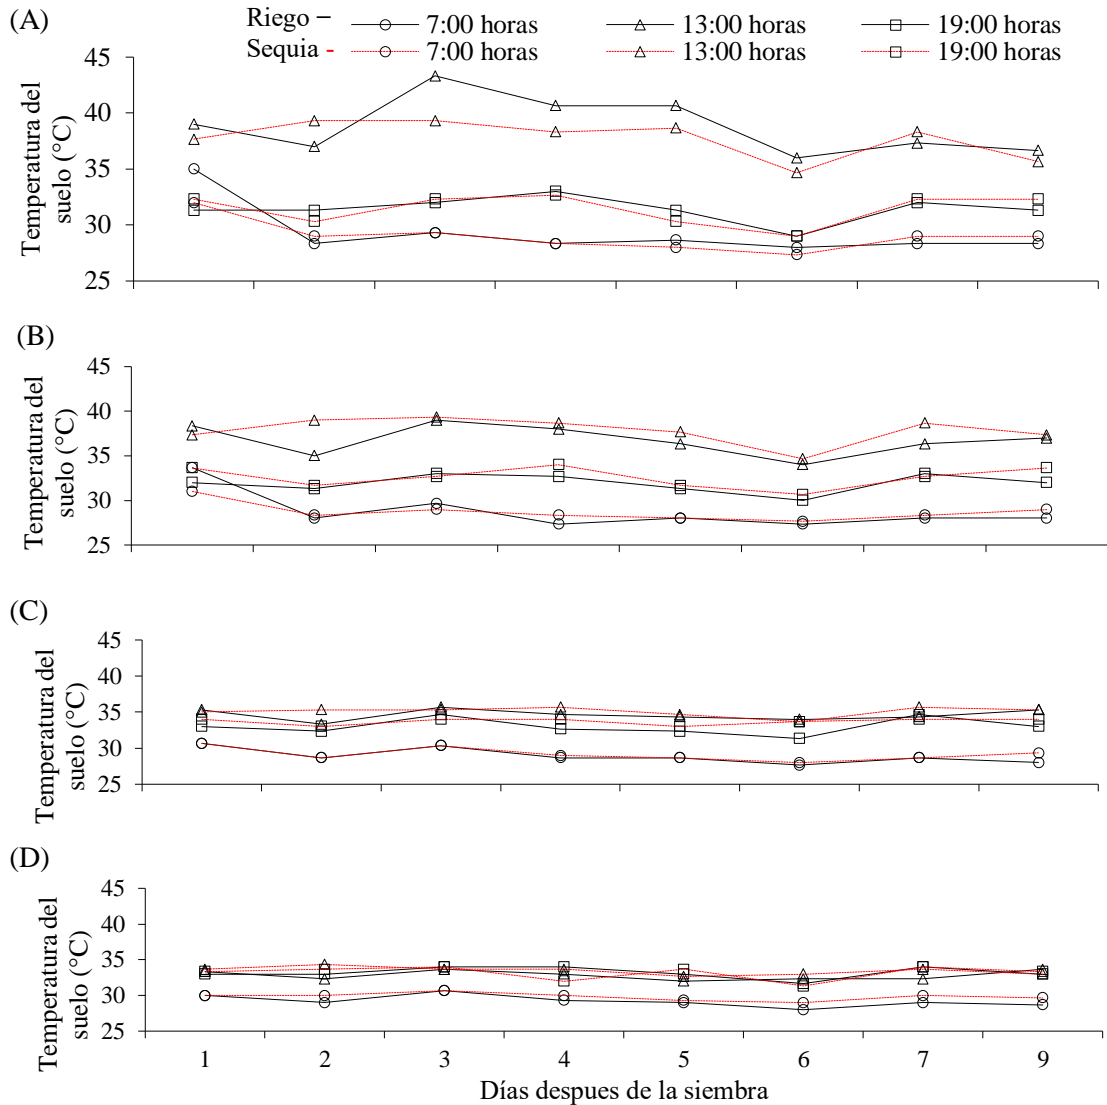 (A)
Riego – 7:00 horas 13:00 horas 19:00 horas
Sequia - 7:00 horas 13:00 horas 19:00 horas
Temperatura del
suelo (°C)
45
40
35
30
25
(B)
Temperatura del
suelo (°C)
45
40
35
30
25
(C)
Temperatura del
suelo (°C)
45
40
35
30
25
(D)
Temperatura del
suelo (°C)
45
40
35
30
25
1 2 3 4 5 6 7 9
Días despues de la siembra